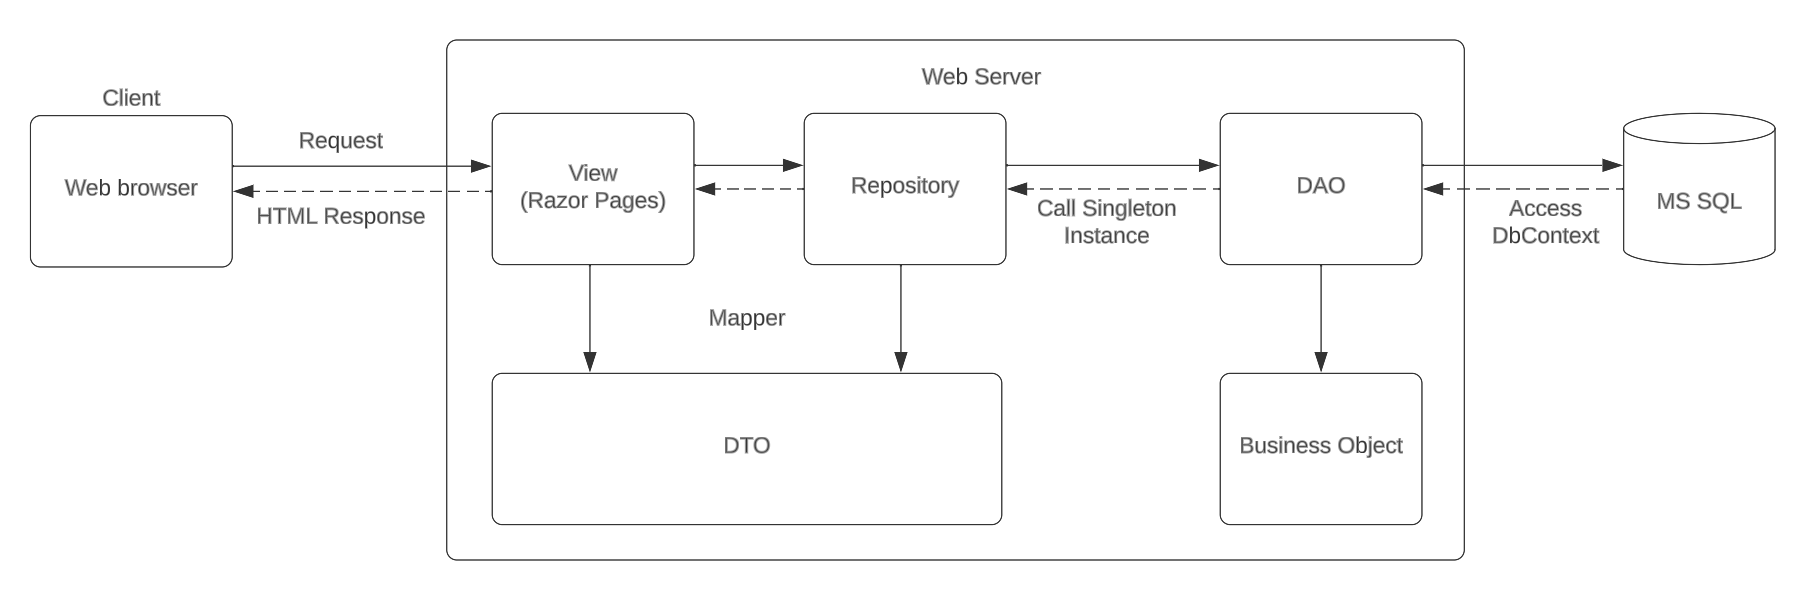 Web Server
Client
Request
Web browser
HTML Response
View
(Razor Pages)
Repository
Call Singleton
Instance
DAO
Access
DbContext
MS SQL
Mapper
DTO
Business Object